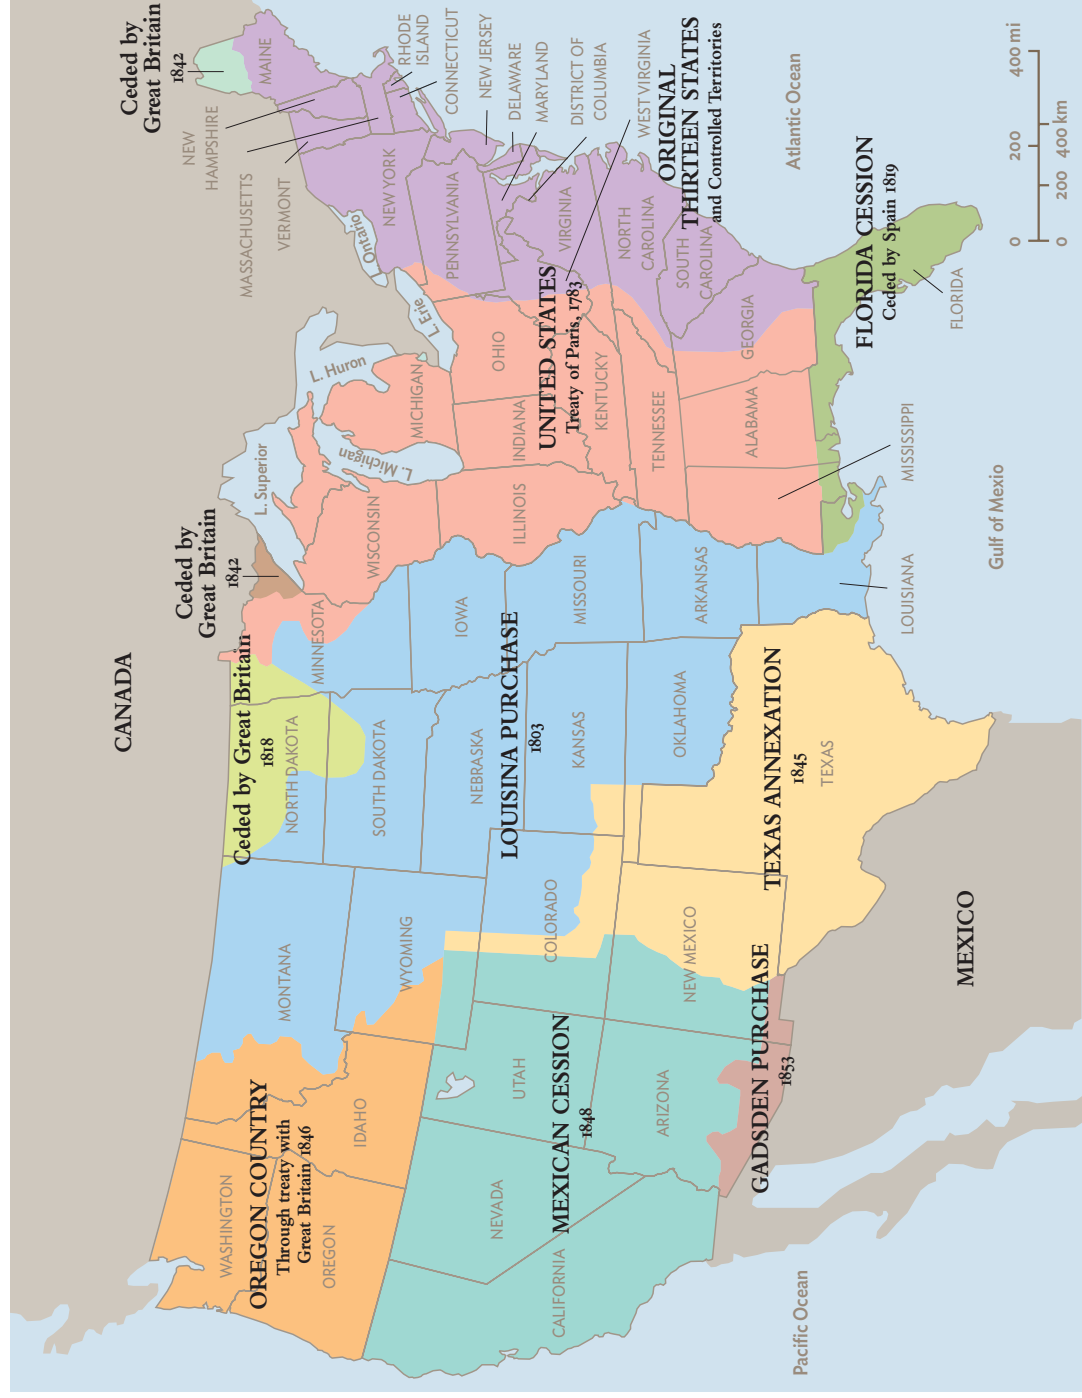 CANADA
Ceded by
Great Britain
1842
Ceded by
Great Britain
1842
Ceded by Great Britain
1818
OREGON COUNTRY
Through treaty with
Great Britain 1846
WASHINGTON
OREGON
IDAHO
MONTANA
WYOMING
NORTH DAKOTA
SOUTH DAKOTA
MINNESOTA
NEBRASKA
IOWA
LOUISINA PURCHASE
1803
COLORADO
KANSAS
MISSOURI
OKLAHOMA
ARKANSAS
LOUISIANA
MEXICAN CESSION
1848
NEVADA
UTAH
CALIFORNIA
ARIZONA
NEW MEXICO
GADSDEN PURCHASE
1853
TEXAS ANNEXATION
1845
TEXAS
L. Superior
L. Huron
L. Michigan
L. Erie
L. Ontario
WISCONSIN
MICHIGAN
ILLINOIS
INDIANA
OHIO
UNITED STATES
Treaty of Paris, 1783
KENTUCKY
TENNESSEE
ALABAMA
MISSISSIPPI
GEORGIA
MAINE
NEW
HAMPSHIRE
MASSACHUSETTS
VERMONT
NEW YORK
PENNSYLVANIA
RHODE
ISLAND
CONNECTICUT
NEW JERSEY
DELAWARE
MARYLAND
DISTRICT OF
COLUMBIA
WEST VIRGINIA
VIRGINIA
NORTH
CAROLINA
SOUTH
CAROLINA
ORIGINAL
THIRTEEN STATES
and Controlled Territories
FLORIDA CESSION
Ceded by Spain 1819
FLORIDA
Atlantic Ocean
Gulf of Mexio
MEXICO
Pacific Ocean
0 200 400 mi
0 200 400 km